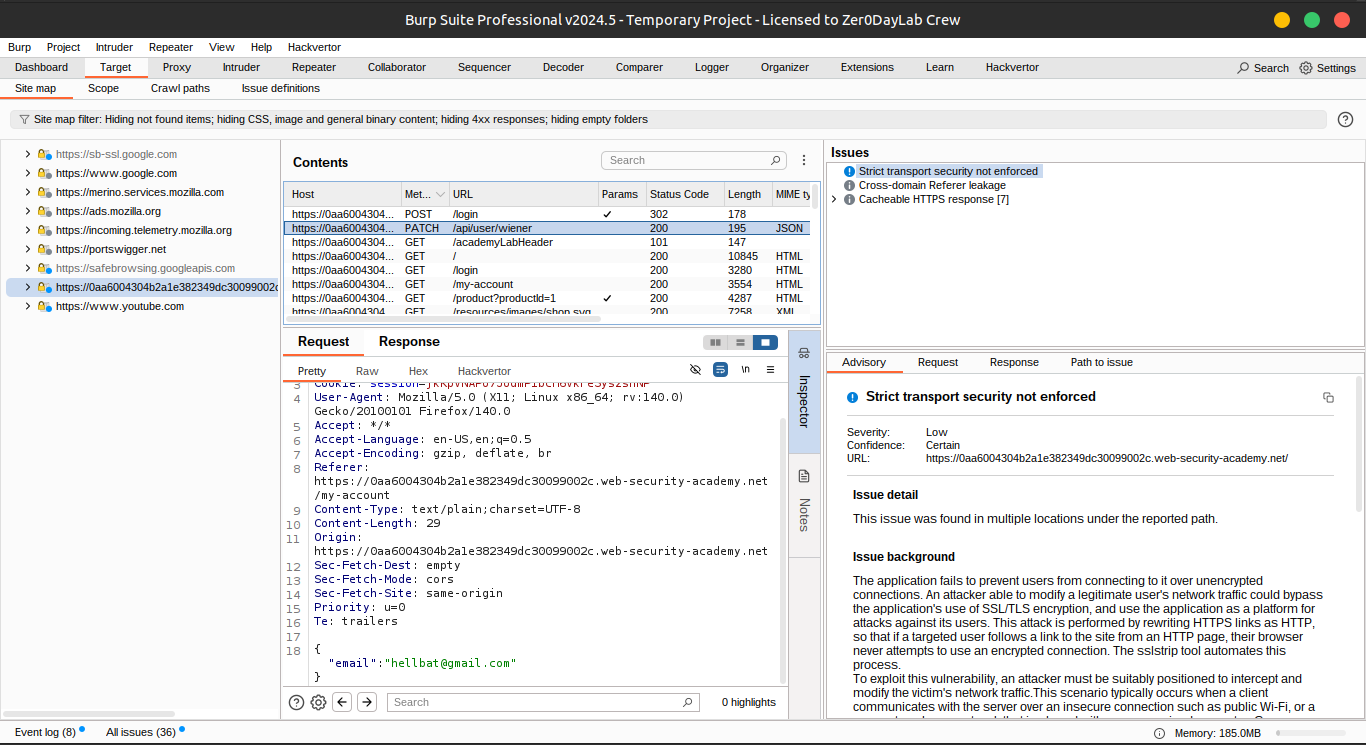 Burp Suite Professional v2024.5 - Temporary Project - Licensed to Zer0DayLab Crew
Burp Project Intruder Repeater View Help Hackvertor
Dashboard Target Proxy Intruder Repeater Collaborator Sequencer Decoder Comparer Logger Organizer Extensions Learn Hackvertor Search Settings
Site map Scope Crawl paths Issue definitions
Site map filter: Hiding not found items; hiding CSS, image and general binary content; hiding 4xx responses; hiding empty folders
https://sb-ssl.google.com
https://www.google.com
https://merino.services.mozilla.com
https://ads.mozilla.org
https://incoming.telemetry.mozilla.org
https://portswigger.net
https://safebrowsing.googleapis.com
https://0aa6004304b2a1e382349dc30099002c
https://www.youtube.com
Contents
Search
Host Met... URL Params Status Code Length MIME ty
https://0aa6004304... POST /login ✓ 302 178
https://0aa6004304... PATCH /api/user/wiener 200 195 JSON
https://0aa6004304... GET /academyLabHeader 101 147
https://0aa6004304... GET / 200 10845 HTML
https://0aa6004304... GET /login 200 3280 HTML
https://0aa6004304... GET /my-account 200 3554 HTML
https://0aa6004304... GET /product?productId=1 ✓ 200 4287 HTML
https://0aa6004304... GET /resources/images/shop.svg 200 7258 XML
Request Response
Pretty Raw Hex Hackvertor
\n
3 Cookie: session=
4 User-Agent: Mozilla/5.0 (X11; Linux x86_64; rv:140.0)
Gecko/20100101 Firefox/140.0
5 Accept: */*
6 Accept-Language: en-US,en;q=0.5
7 Accept-Encoding: gzip, deflate, br
8 Referer:
https://0aa6004304b2a1e382349dc30099002c.web-security-academy.net
/my-account
9 Content-Type: text/plain;charset=UTF-8
10 Content-Length: 29
11 Origin:
https://0aa6004304b2a1e382349dc30099002c.web-security-academy.net
12 Sec-Fetch-Dest: empty
13 Sec-Fetch-Mode: cors
14 Sec-Fetch-Site: same-origin
15 Priority: u=0
16 Te: trailers
17
18 {
"email":"hellbat@gmail.com"
}
Search
0 highlights
Inspector
Notes
Issues
Strict transport security not enforced
Cross-domain Referer leakage
Cacheable HTTPS response [7]
Advisory Request Response Path to issue
Strict transport security not enforced
Severity: Low
Confidence: Certain
URL: https://0aa6004304b2a1e382349dc30099002c.web-security-academy.net/
Issue detail
This issue was found in multiple locations under the reported path.
Issue background
The application fails to prevent users from connecting to it over unencrypted
connections. An attacker able to modify a legitimate user's network traffic could bypass
the application's use of SSL/TLS encryption, and use the application as a platform for
attacks against its users. This attack is performed by rewriting HTTPS links as HTTP,
so that if a targeted user follows a link to the site from an HTTP page, their browser
never attempts to use an encrypted connection. The sslstrip tool automates this
process.
To exploit this vulnerability, an attacker must be suitably positioned to intercept and
modify the victim's network traffic.This scenario typically occurs when a client
communicates with the server over an insecure connection such as public Wi-Fi, or a
Event log (8) All issues (36) Memory: 185.0MB